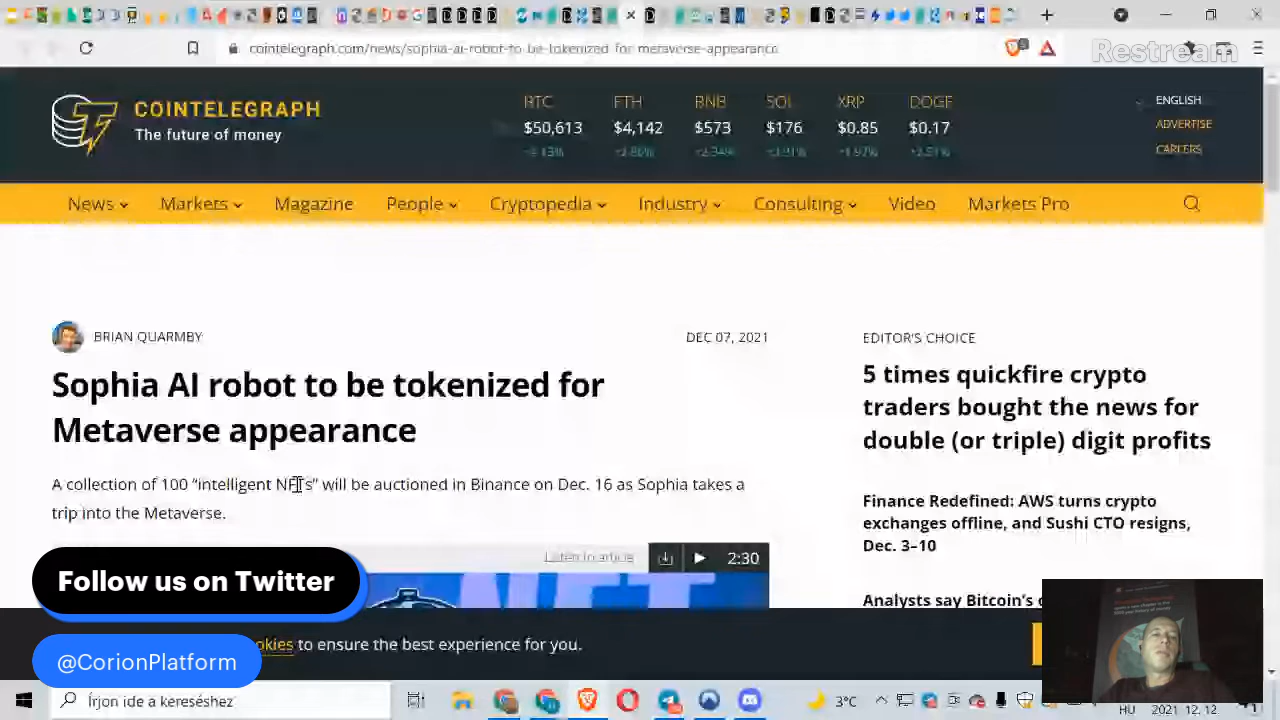 cointelegraph.com/news/sophia-ai-robot-to-be-tokenized-for-metaverse-appearance
Restream
COINTELEGRAPH
The future of money
BTC ETH BNB SOL XRP DOGE
$50,613 $4,142 $573 $176 $0.85 $0.17
ENGLISH
ADVERTISE
CAREERS
News Markets Magazine People Cryptopedia Industry Consulting Video Markets Pro
BRIAN QUARMBY
DEC 07, 2021
Sophia AI robot to be tokenized for
Metaverse appearance
A collection of 100 “intelligent NFTs” will be auctioned in Binance on Dec. 16 as Sophia takes a
trip into the Metaverse.
Listen to article
2:30
EDITOR'S CHOICE
5 times quickfire crypto
traders bought the news for
double (or triple) digit profits
Finance Redefined: AWS turns crypto
exchanges offline, and Sushi CTO resigns,
Dec. 3–10
Analysts say Bitcoin's
Follow us on Twitter
@CorionPlatform
okies to ensure the best experience for you.
Írjon ide a kereséshez
3°C
HU
2021. 12. 12